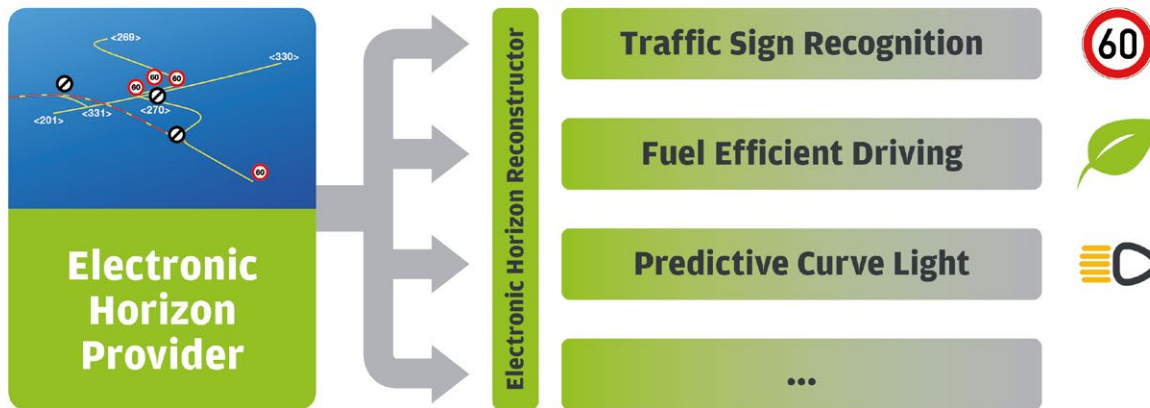 <269>
<330>
60
60
60
<201>
<331>
<270>
60
Electronic
Horizon
Provider
Electronic Horizon Reconstructor
Traffic Sign Recognition
60
Fuel Efficient Driving
Predictive Curve Light
...